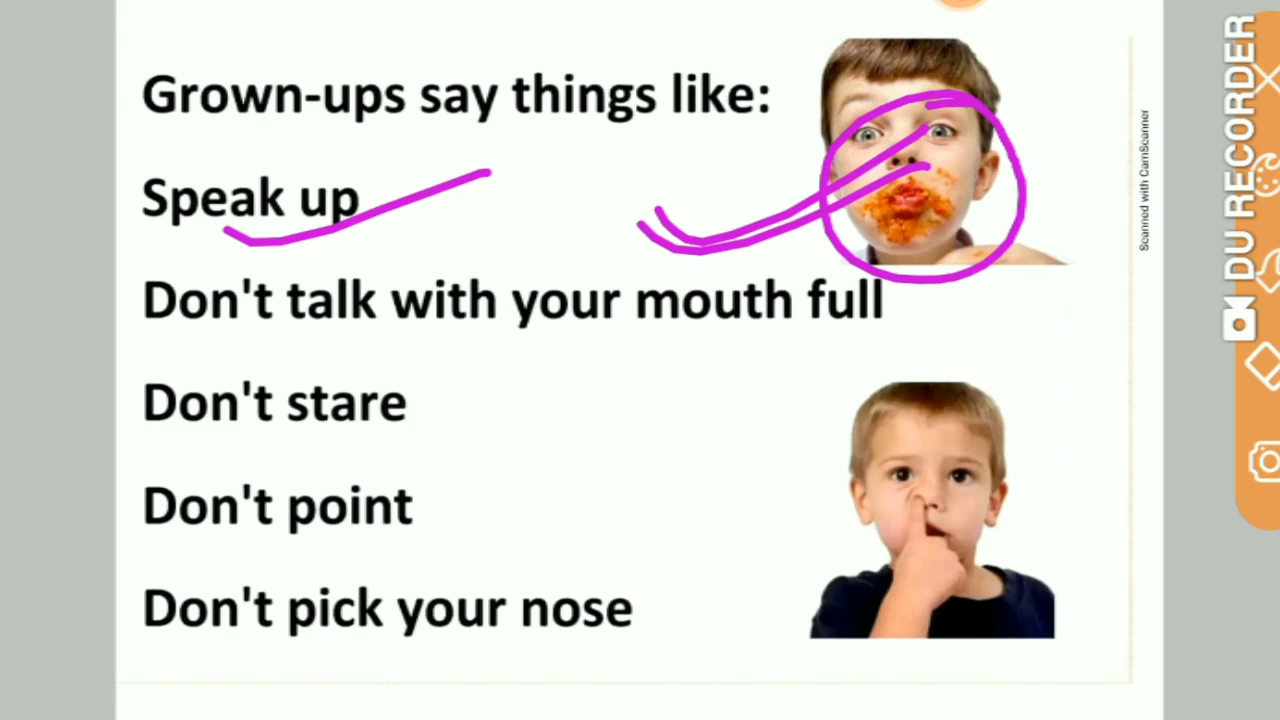 Grown-ups say things like:
Speak up
Don't talk with your mouth full
Don't stare
Don't point
Don't pick your nose
Scanned with CamScanner
DU RECORDER